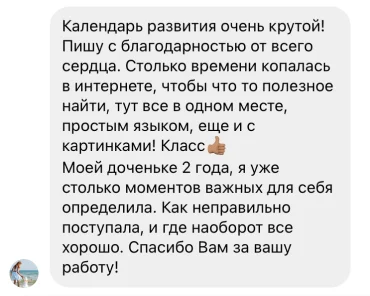 Календарь развития очень крутой!
Пишу с благодарностью от всего
сердца. Столько времени копалась
в интернете, чтобы что то полезное
найти, тут все в одном месте,
простым языком, еще и с
картинками! Класс👍🏽
Моей доченьке 2 года, я уже
столько моментов важных для себя
определила. Как неправильно
поступала, и где наоборот все
хорошо. Спасибо Вам за вашу
работу!